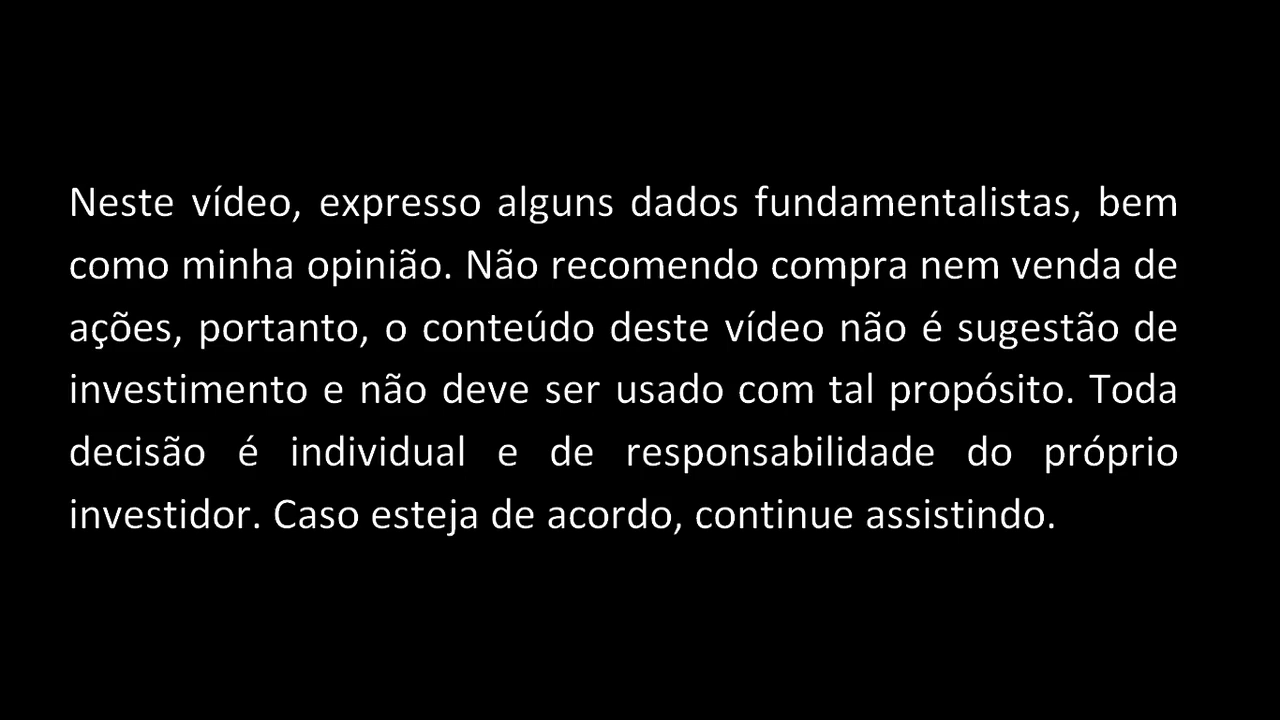 Neste vídeo, expresso alguns dados fundamentalistas, bem
como minha opinião. Não recomendo compra nem venda de
ações, portanto, o conteúdo deste vídeo não é sugestão de
investimento e não deve ser usado com tal propósito. Toda
decisão é individual e de responsabilidade do próprio
investidor. Caso esteja de acordo, continue assistindo.